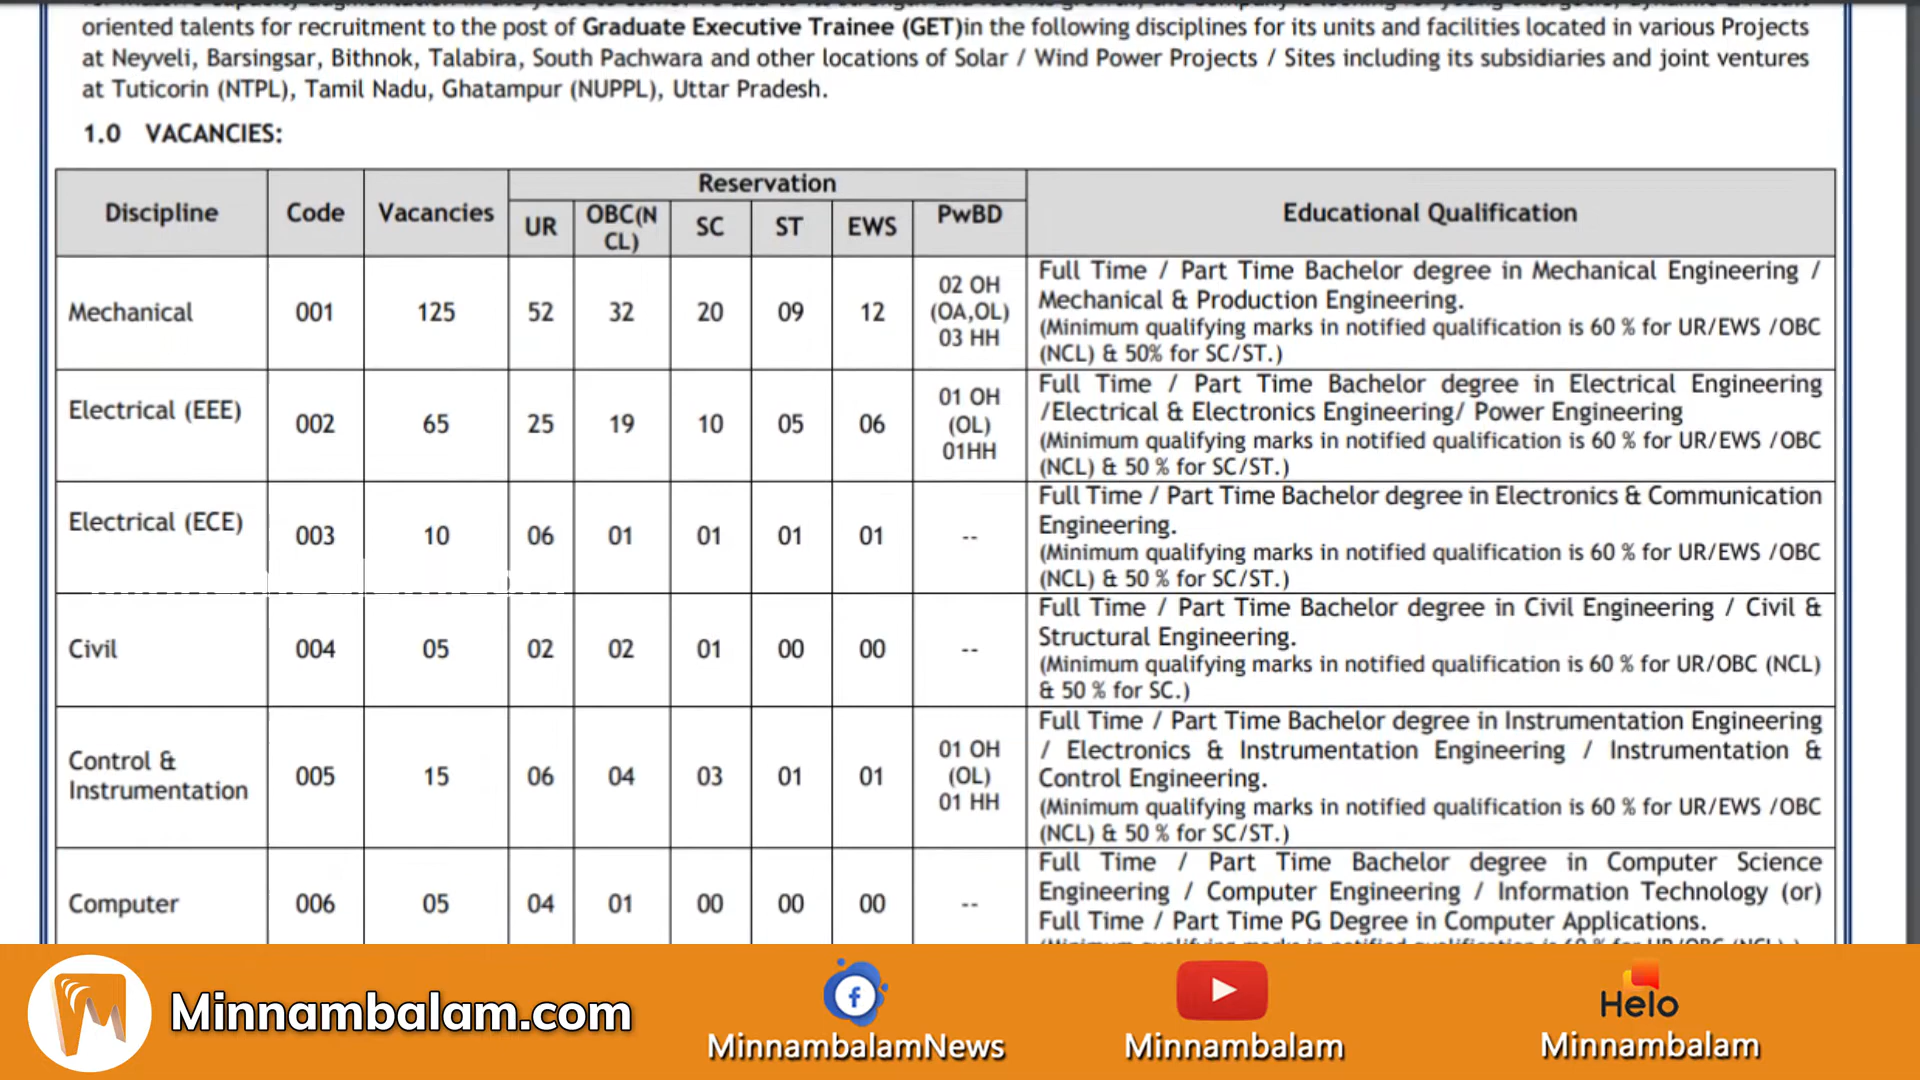 oriented talents for recruitment to the post of Graduate Executive Trainee (GET)in the following disciplines for its units and facilities located in various Projects
at Neyveli, Barsingsar, Bithnok, Talabira, South Pachwara and other locations of Solar / Wind Power Projects / Sites including its subsidiaries and joint ventures
at Tuticorin (NTPL), Tamil Nadu, Ghatampur (NUPPL), Uttar Pradesh.
1.0 VACANCIES:
Discipline Code Vacancies Reservation Educational Qualification
UR OBC(N SC ST EWS PwBD
CL)
Mechanical 001 125 52 32 20 09 12
02 OH
(OA,OL)
03 HH
Full Time / Part Time Bachelor degree in Mechanical Engineering /
Mechanical & Production Engineering.
(Minimum qualifying marks in notified qualification is 60 % for UR/EWS /OBC
(NCL) & 50% for SC/ST.)
Electrical (EEE) 002 65 25 19 10 05 06
01 OH
(OL)
01HH
Full Time / Part Time Bachelor degree in Electrical Engineering
/Electrical & Electronics Engineering/ Power Engineering
(Minimum qualifying marks in notified qualification is 60 % for UR/EWS /OBC
(NCL) & 50 % for SC/ST.)
Electrical (ECE) 003 10 06 01 01 01 01 --
Full Time / Part Time Bachelor degree in Electronics & Communication
Engineering.
(Minimum qualifying marks in notified qualification is 60 % for UR/EWS /OBC
(NCL) & 50 % for SC/ST.)
Civil 004 05 02 02 01 00 00 --
Full Time / Part Time Bachelor degree in Civil Engineering / Civil &
Structural Engineering.
(Minimum qualifying marks in notified qualification is 60 % for UR/OBC (NCL)
& 50 % for SC.)
Control &
Instrumentation 005 15 06 04 03 01 01
01 OH
(OL)
01 HH
Full Time / Part Time Bachelor degree in Instrumentation Engineering
/ Electronics & Instrumentation Engineering / Instrumentation &
Control Engineering.
(Minimum qualifying marks in notified qualification is 60 % for UR/EWS /OBC
(NCL) & 50 % for SC/ST.)
Computer 006 05 04 01 00 00 00 --
Full Time / Part Time Bachelor degree in Computer Science
Engineering / Computer Engineering / Information Technology (or)
Full Time / Part Time PG Degree in Computer Applications.
Minnambalam.com
MinnambalamNews
Minnambalam
Helo
Minnambalam